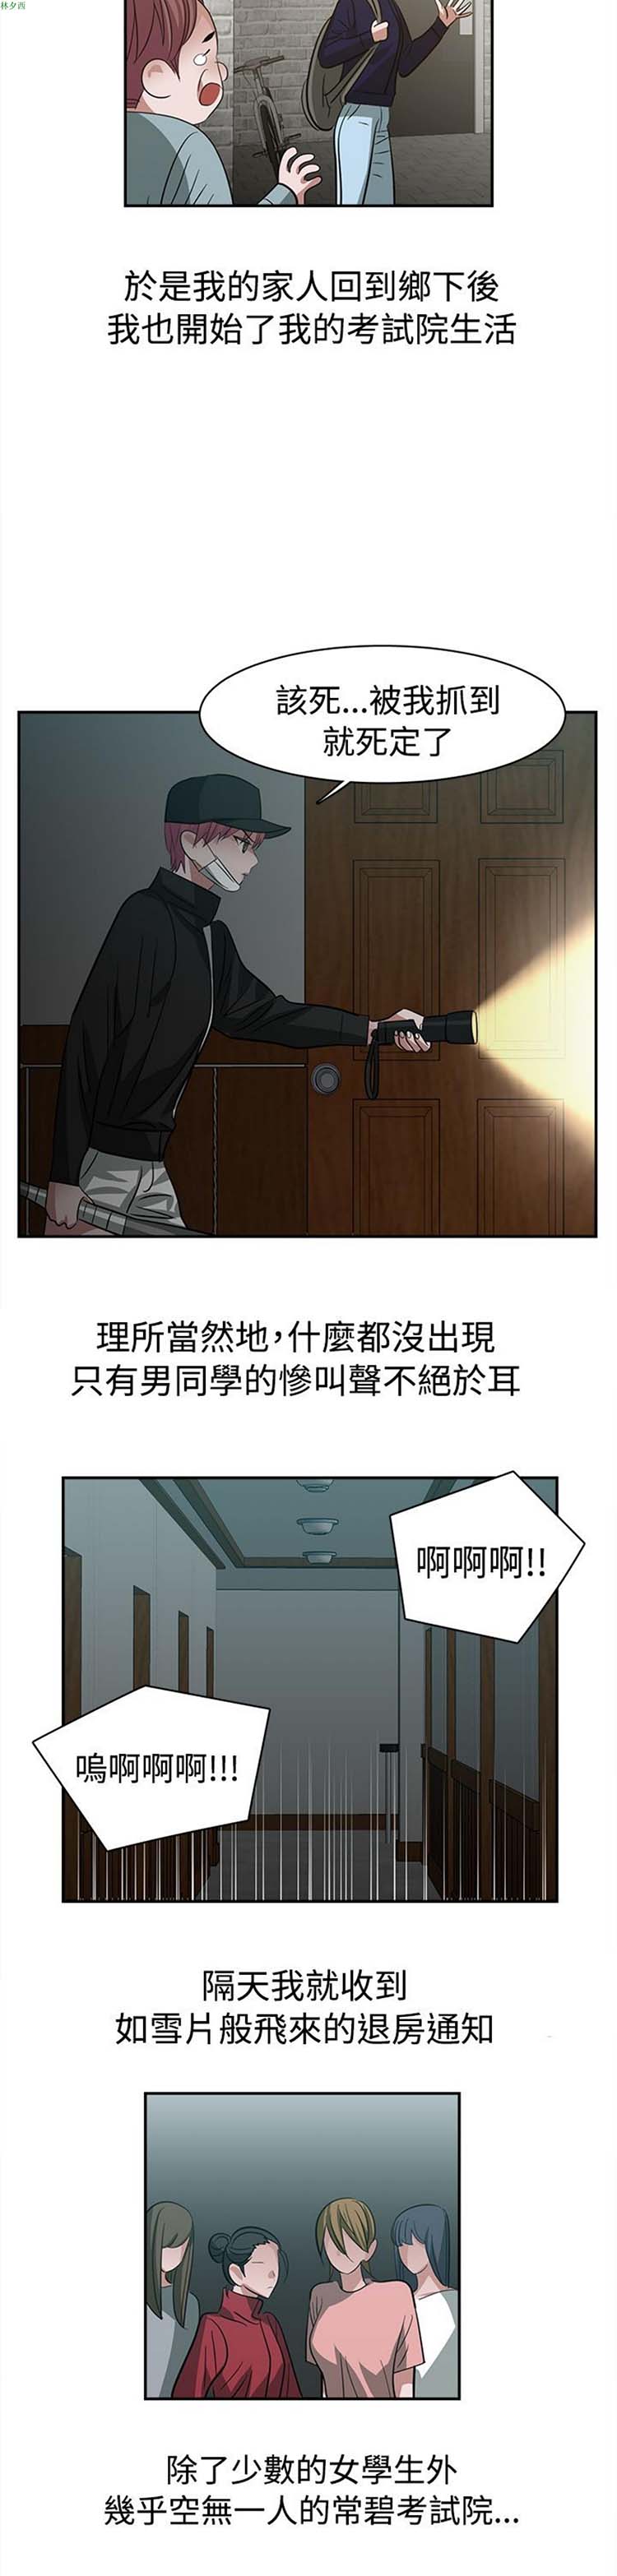 林夕西
於是我的家人回到鄉下後
我也開始了我的考試院生活
該死...被我抓到
就死定了
理所當然地,什麼都沒出現
只有男同學的慘叫聲不絕於耳
啊啊啊!!
嗚啊啊啊!!!
隔天我就收到
如雪片般飛來的退房通知
除了少數的女學生外
幾乎空無一人的常碧考試院...